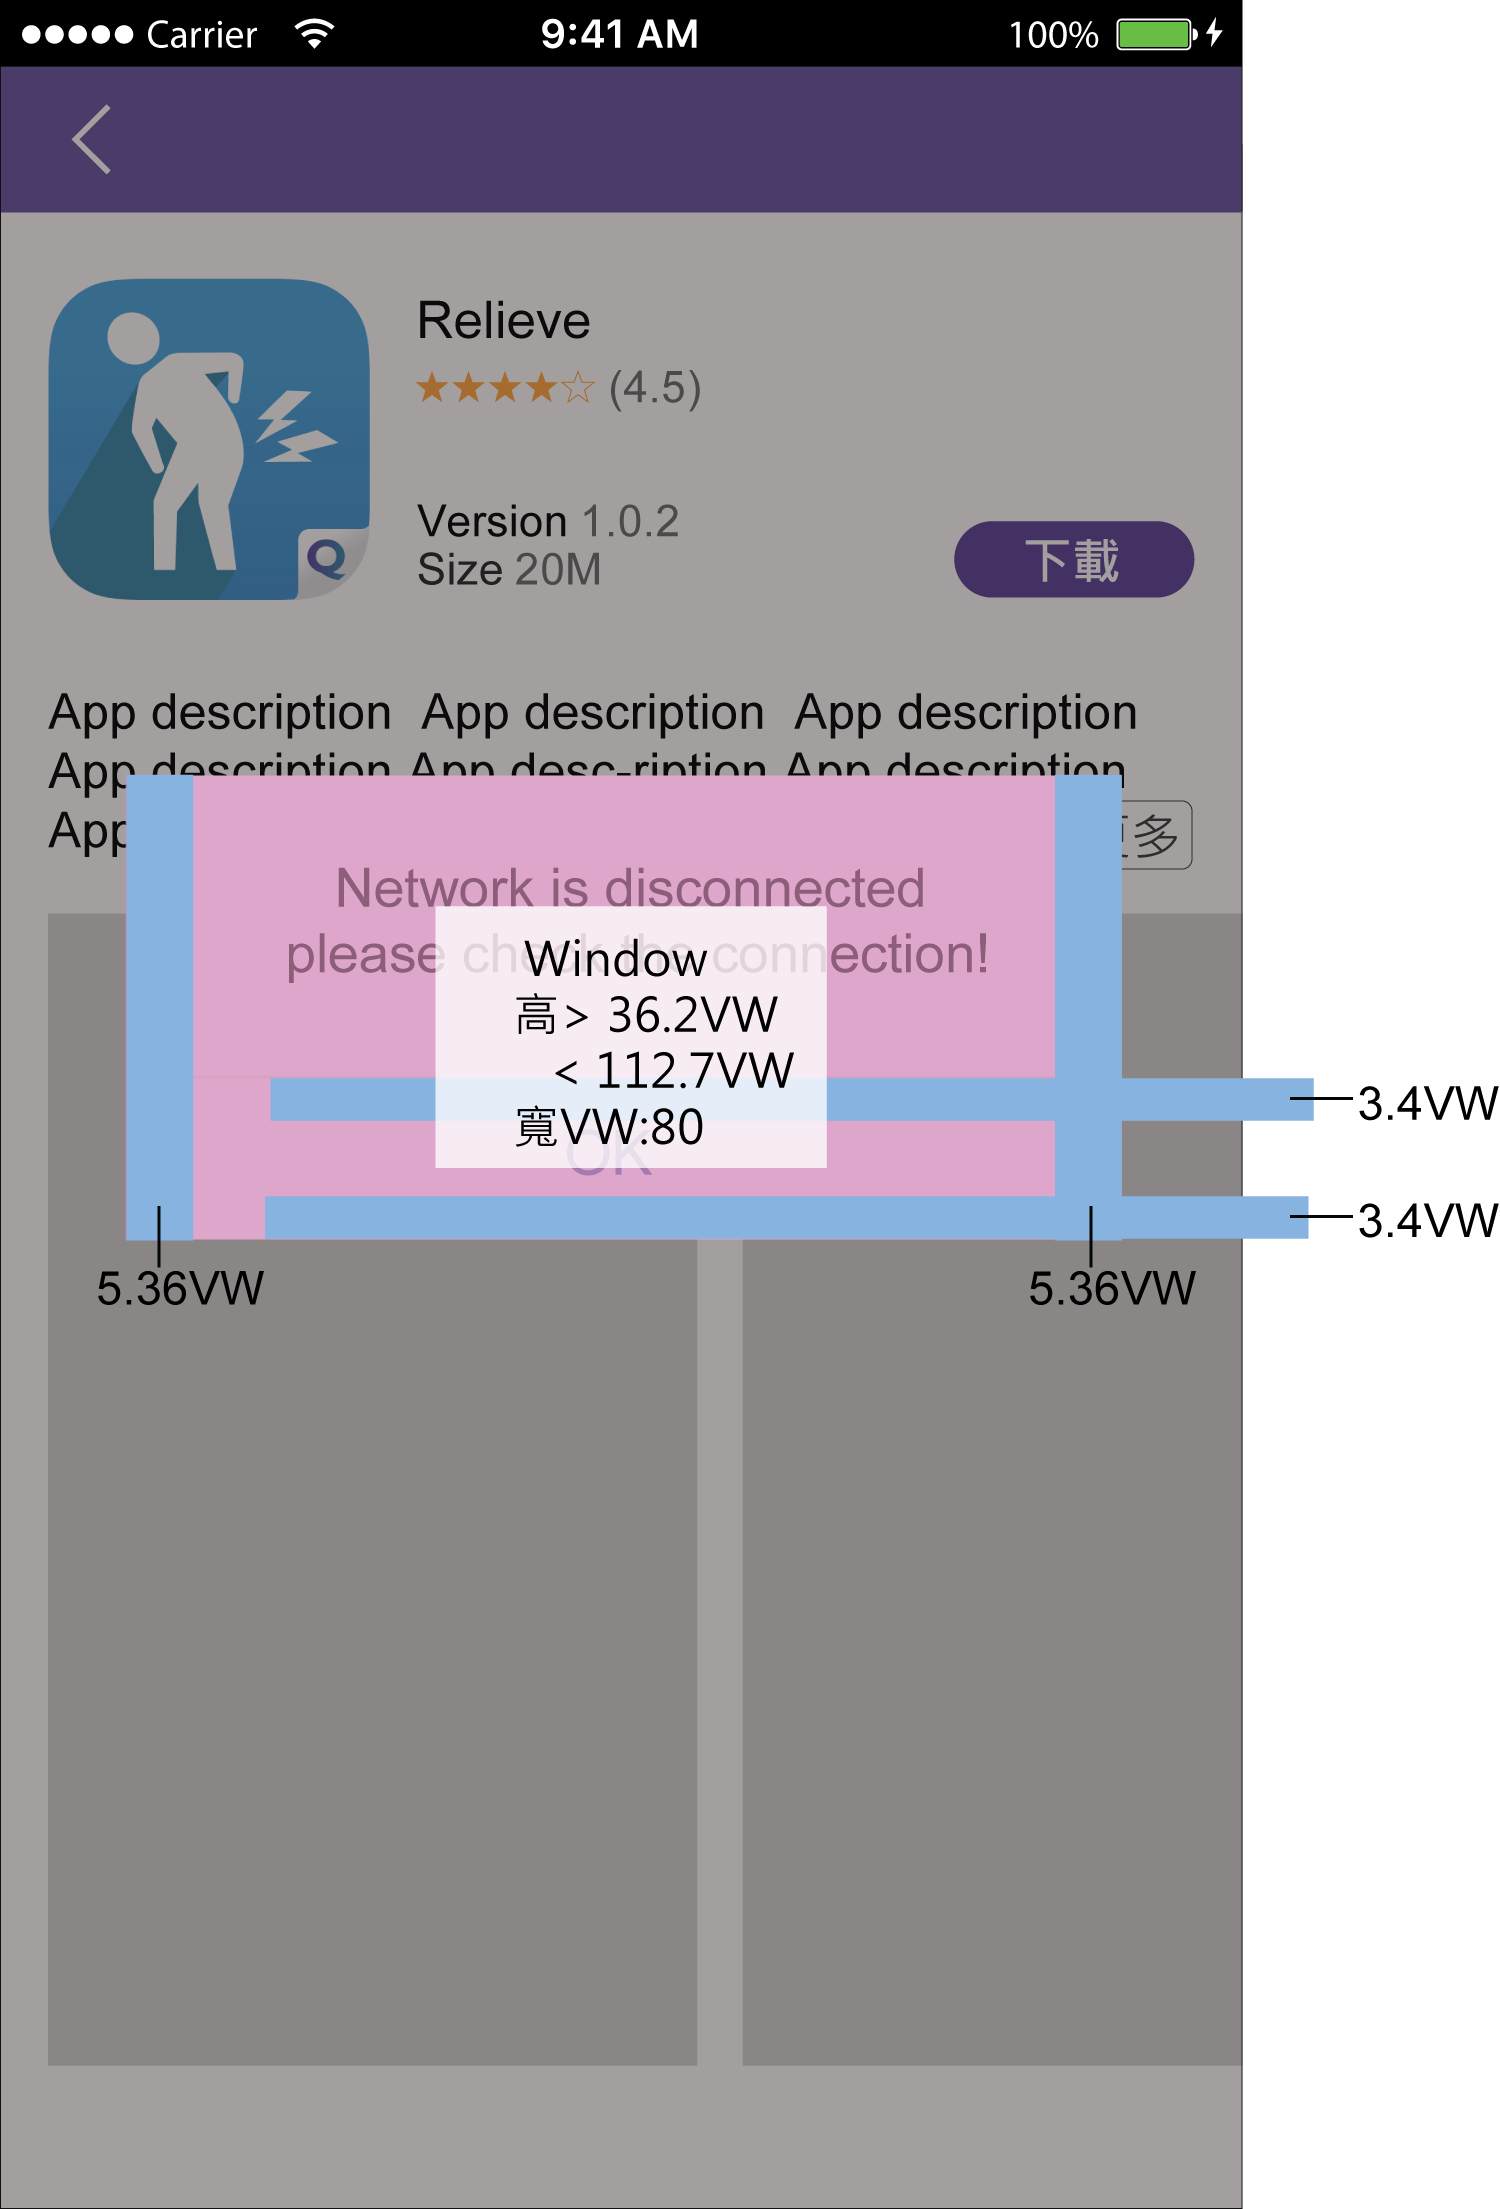 Carrier 9:41 AM 100%
Relieve
★★★★☆ (4.5)
Version 1.0.2
Size 20M
下載
App description App description App description
App description App desc-ription App description
App
多
Network is disconnected
please check the connection!
Window
高> 36.2VW
< 112.7VW
寬VW:80
OK
3.4VW
3.4VW
5.36VW
5.36VW
Q